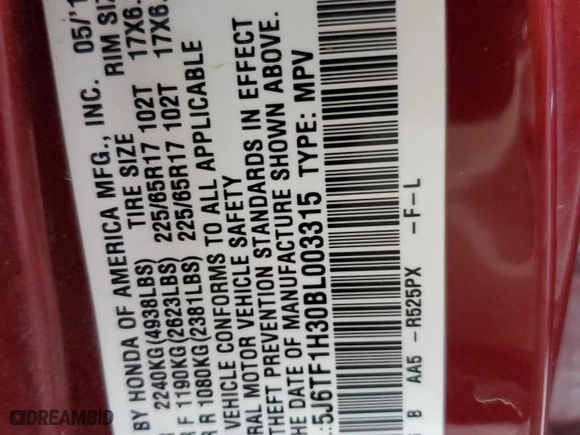 BY HONDA OF AMERICA MFG., INC. 05/1
TIRE SIZE RIM SIZ
2240KG(4938LBS)
F 1190KG(2623LBS) 225/65R17 102T 17X6.
R 1080KG(2381LBS) 225/65R17 102T 17X6.
VEHICLE CONFORMS TO ALL APPLICABLE
RAL MOTOR VEHICLE SAFETY
THEFT PREVENTION STANDARDS IN EFFECT
THE DATE OF MANUFACTURE SHOWN ABOVE.
:5J6TF1H30BL003315 TYPE: MPV
B AA5 -R525PX -F-L
DREAMBID